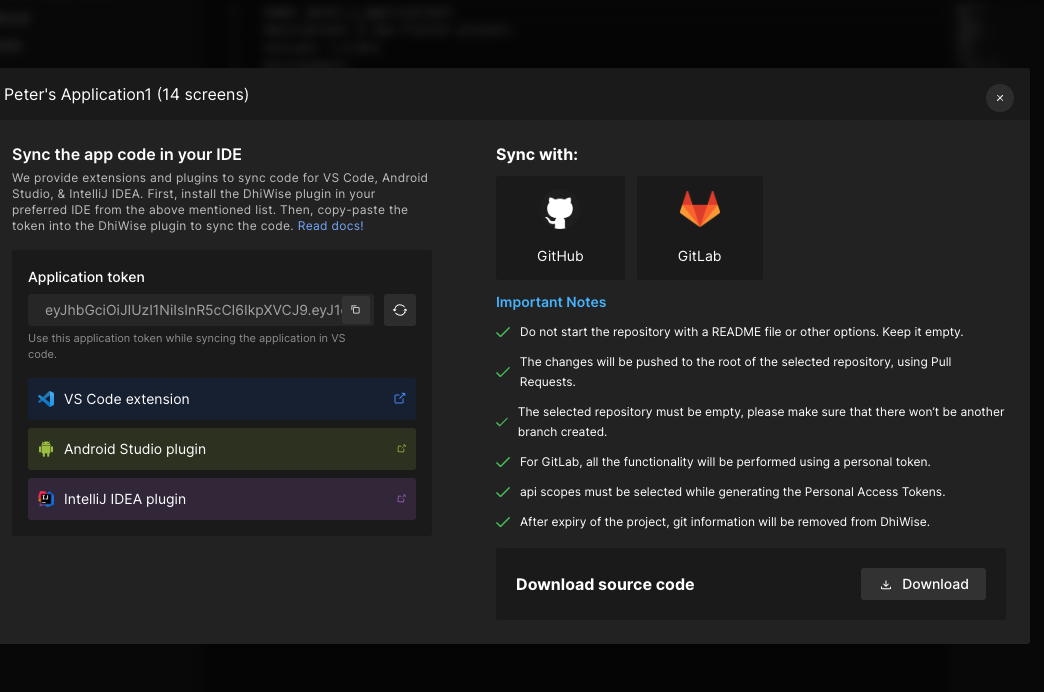 Peter's Application1 (14 screens)
Sync the app code in your IDE
We provide extensions and plugins to sync code for VS Code, Android
Studio, & IntelliJ IDEA. First, install the DhiWise plugin in your
preferred IDE from the above mentioned list. Then, copy-paste the
token into the DhiWise plugin to sync the code. Read docs!
Application token
eyJhbGciOiJIUzI1NiIsInR5cCI6IkpXVCJ9.eyJ1
Use this application token while syncing the application in VS
code.
VS Code extension
Android Studio plugin
IntelliJ IDEA plugin
Sync with:
GitHub
GitLab
Important Notes
Do not start the repository with a README file or other options. Keep it empty.
The changes will be pushed to the root of the selected repository, using Pull
Requests.
The selected repository must be empty, please make sure that there won't be another
branch created.
For GitLab, all the functionality will be performed using a personal token.
api scopes must be selected while generating the Personal Access Tokens.
After expiry of the project, git information will be removed from DhiWise.
Download source code
Download